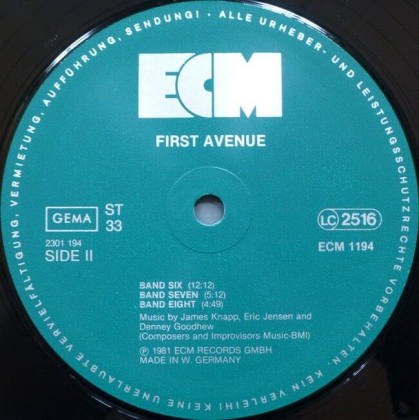 ALLE URHEBER- UND LEISTUNGSSCHUTZRECHTE VORBEHALTEN · KEIN VERLEIH! KEINE UNERLAUBTE VERVIELFÄLTIGUNG, VERMIETUNG, AUFFÜHRUNG, SENDUNG! ·
ECM
FIRST AVENUE
GEMA
ST
33
LC 2516
2301 194
SIDE II
ECM 1194
BAND SIX (12:12)
BAND SEVEN (5:12)
BAND EIGHT (4:49)
Music by James Knapp, Eric Jensen and
Denney Goodhew
(Composers and Improvisors Music-BMI)
Ⓟ 1981 ECM RECORDS GMBH
MADE IN W. GERMANY